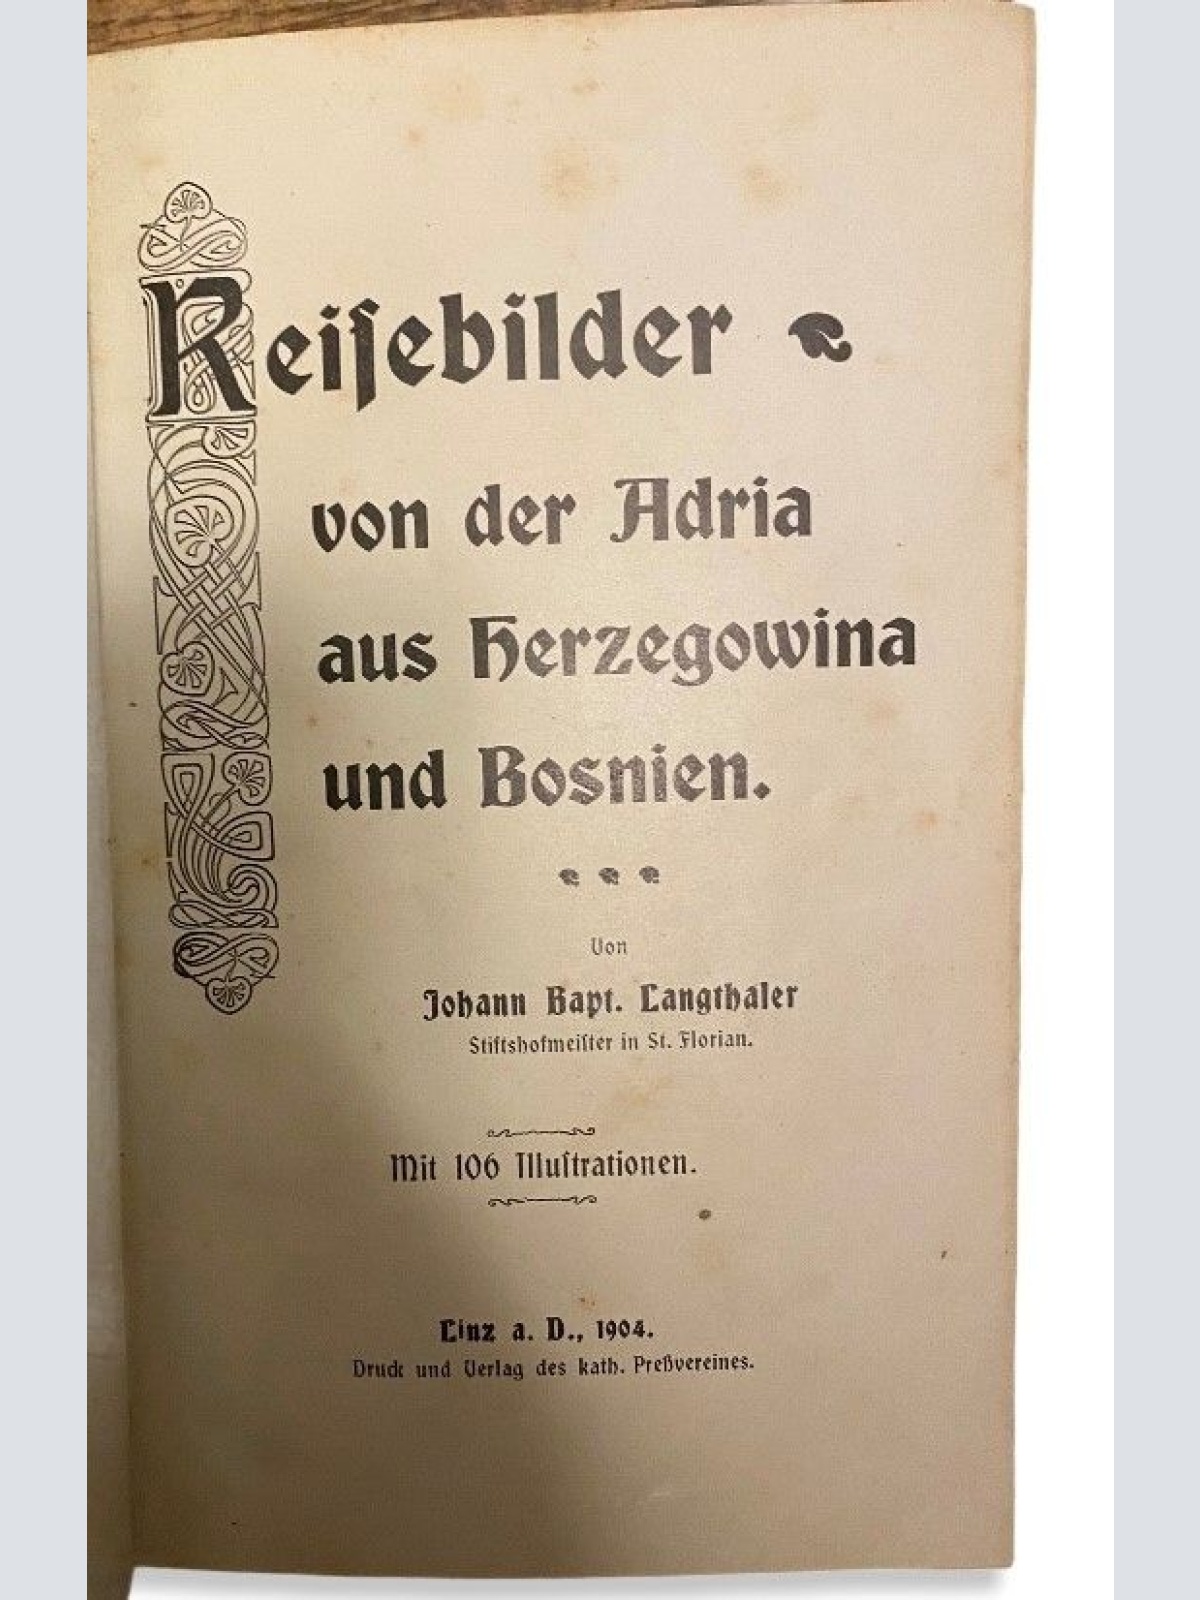 Reiſebilder
von der Adria
aus Herzegowina
und Bosnien.
Von
Johann Bapt. Langthaler
Stiftshofmeiſter in St. Florian.
Mit 106 Illuſtrationen.
Linz a. D., 1904.
Druck und Verlag des kath. Preßvereines.